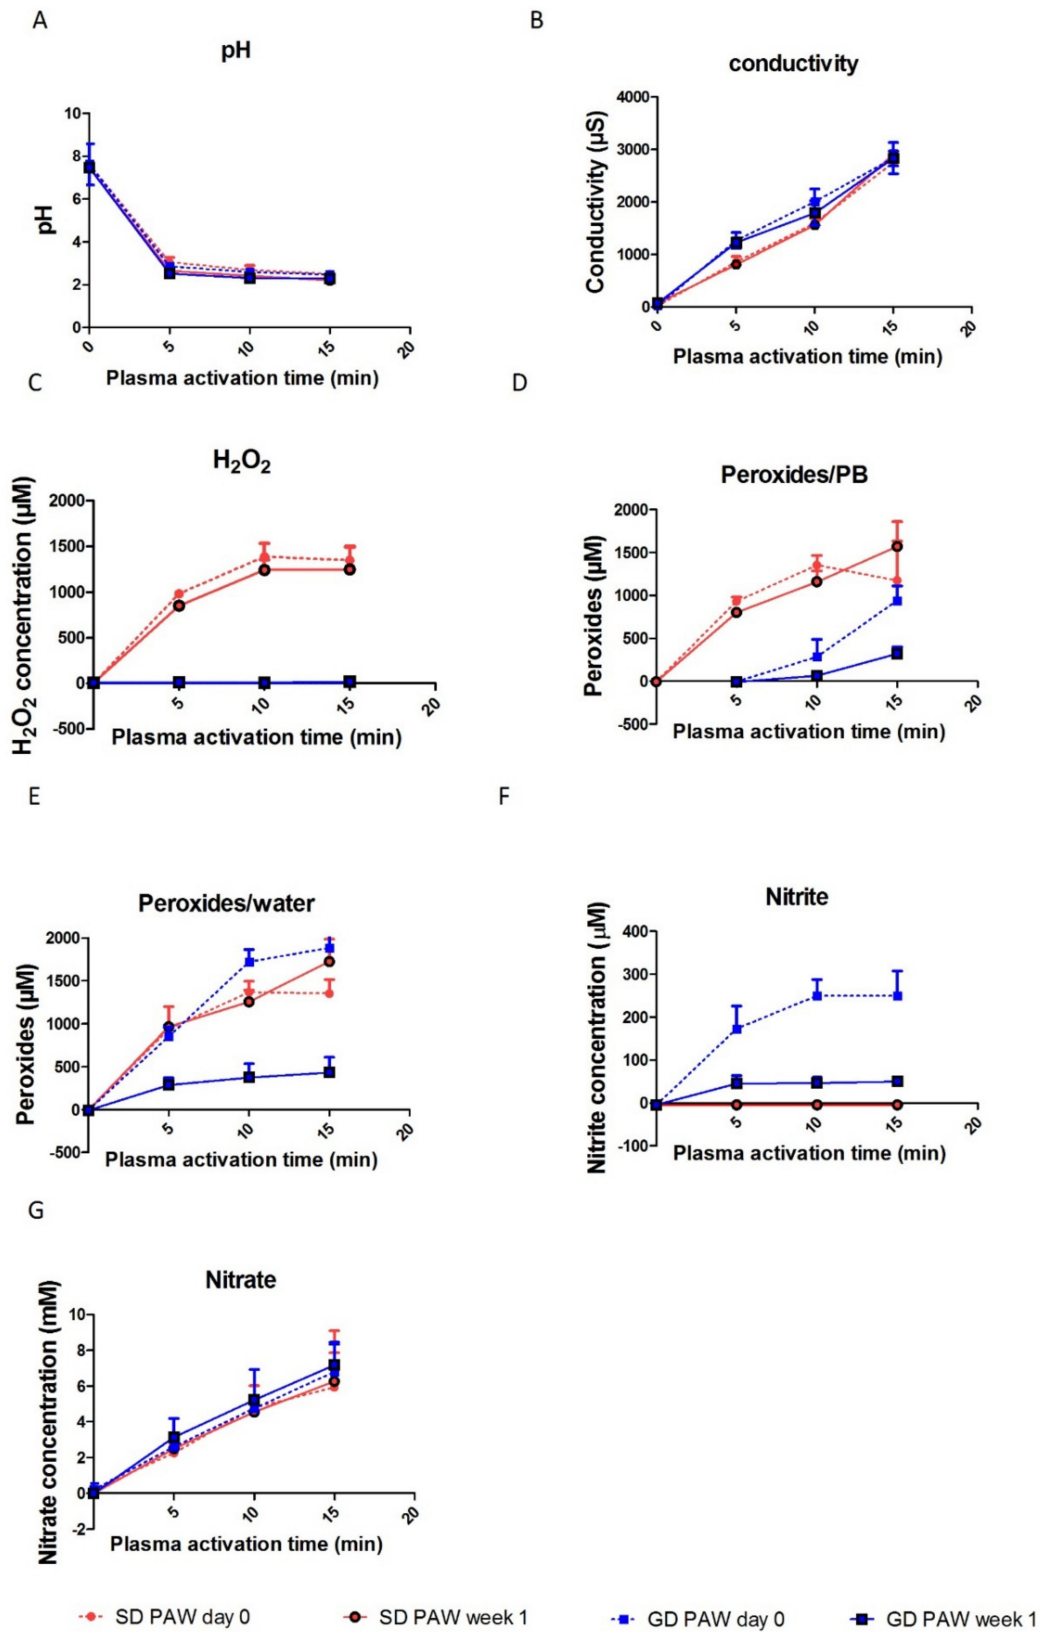 A
pH
10
8
6
4
2
0
pH
0
5
10
15
20
Plasma activation time (min)
B
conductivity
4000
3000
2000
1000
0
Conductivity (µS)
0
5
10
15
20
Plasma activation time (min)
C
H₂O₂
2000
1500
1000
500
0
-500
H₂O₂ concentration (µM)
5
10
15
20
Plasma activation time (min)
D
Peroxides/PB
2000
1500
1000
500
0
-500
Peroxides (µM)
5
10
15
20
Plasma activation time (min)
E
Peroxides/water
2000
1500
1000
500
0
-500
Peroxides (µM)
5
10
15
20
Plasma activation time (min)
F
Nitrite
400
300
200
100
0
-100
Nitrite concentration (µM)
5
10
15
20
Plasma activation time (min)
G
Nitrate
10
8
6
4
2
0
-2
Nitrate concentration (mM)
5
10
15
20
Plasma activation time (min)
SD PAW day 0
SD PAW week 1
GD PAW day 0
GD PAW week 1